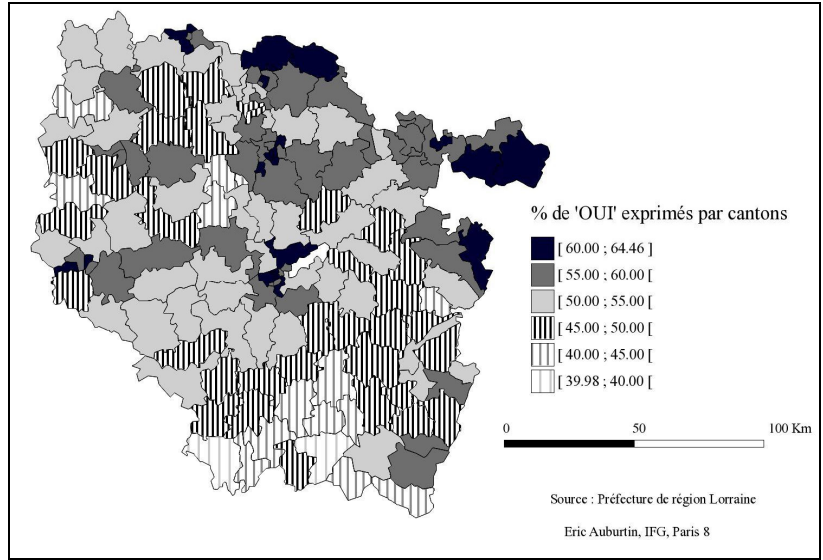 % de 'OUI' exprimés par cantons
[ 60.00 ; 64.46 ]
[ 55.00 ; 60.00 [
[ 50.00 ; 55.00 [
[ 45.00 ; 50.00 [
[ 40.00 ; 45.00 [
[ 39.98 ; 40.00 [
0 50 100 Km
Source : Préfecture de région Lorraine
Eric Auburtin, IFG, Paris 8